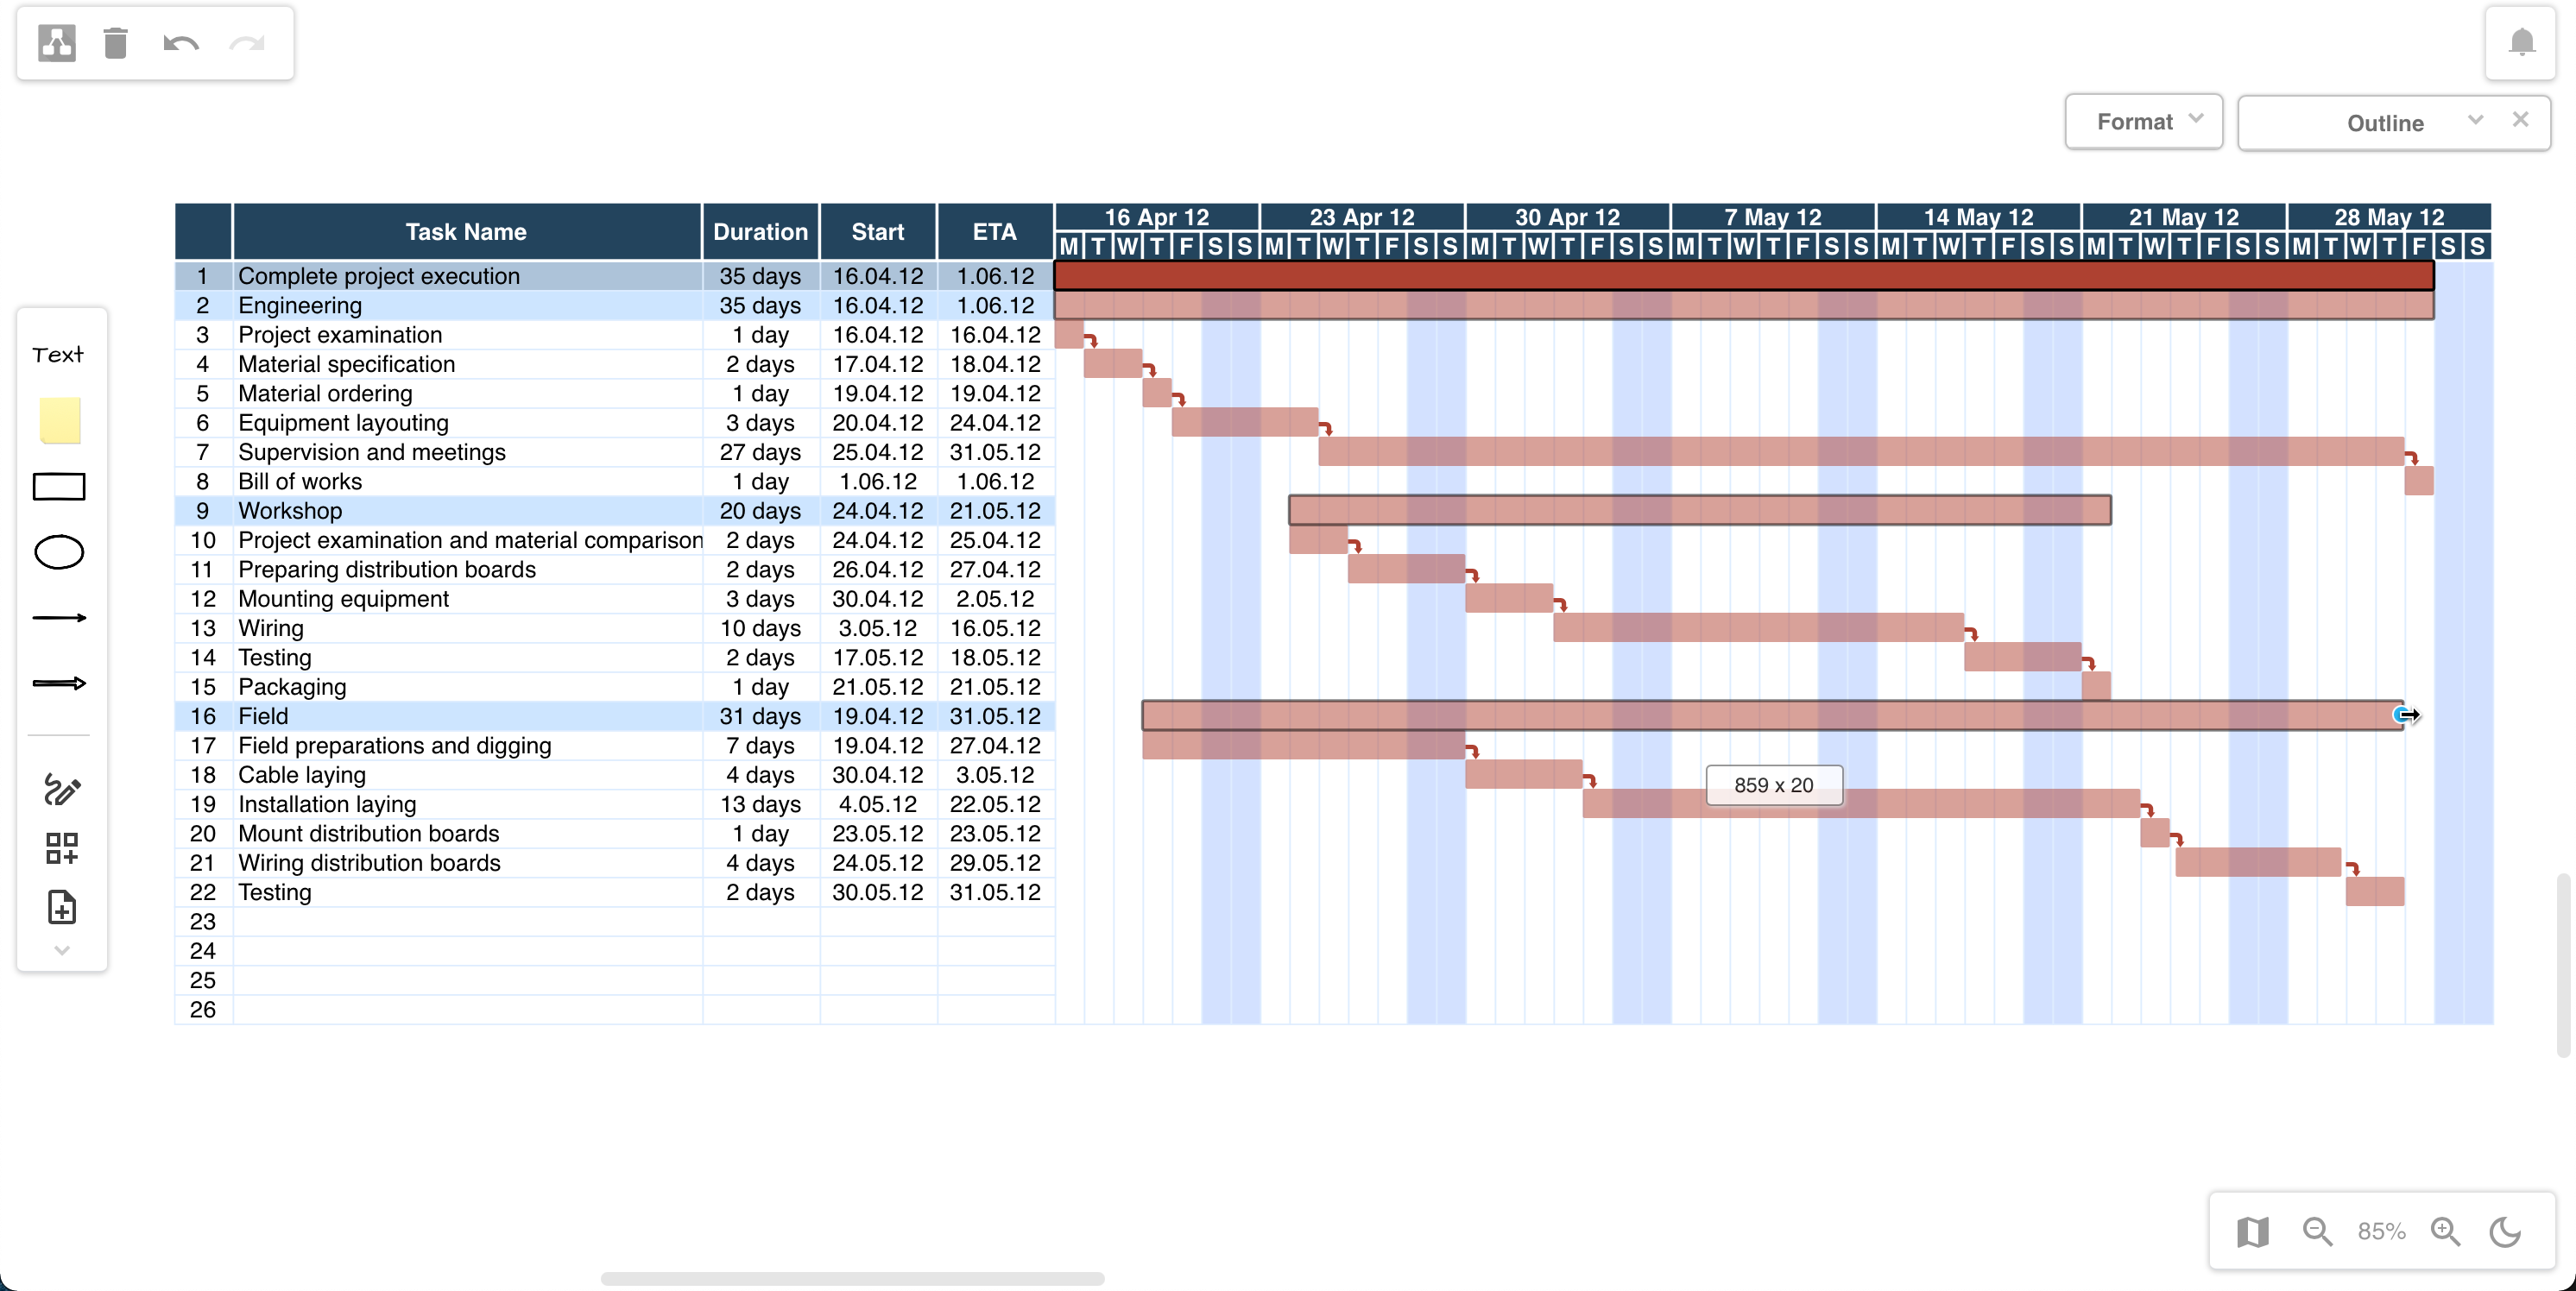 Format
Outline
Task Name Duration Start ETA 16 Apr 12 23 Apr 12 30 Apr 12 7 May 12 14 May 12 21 May 12 28 May 12
M T W T F S S M T W T F S S M T W T F S S M T W T F S S M T W T F S S M T W T F S S M T W T F S S
1 Complete project execution 35 days 16.04.12 1.06.12
2 Engineering 35 days 16.04.12 1.06.12
3 Project examination 1 day 16.04.12 16.04.12
Text
4 Material specification 2 days 17.04.12 18.04.12
5 Material ordering 1 day 19.04.12 19.04.12
6 Equipment layouting 3 days 20.04.12 24.04.12
7 Supervision and meetings 27 days 25.04.12 31.05.12
8 Bill of works 1 day 1.06.12 1.06.12
9 Workshop 20 days 24.04.12 21.05.12
10 Project examination and material comparison 2 days 24.04.12 25.04.12
11 Preparing distribution boards 2 days 26.04.12 27.04.12
12 Mounting equipment 3 days 30.04.12 2.05.12
13 Wiring 10 days 3.05.12 16.05.12
14 Testing 2 days 17.05.12 18.05.12
15 Packaging 1 day 21.05.12 21.05.12
16 Field 31 days 19.04.12 31.05.12
17 Field preparations and digging 7 days 19.04.12 27.04.12
18 Cable laying 4 days 30.04.12 3.05.12
859 x 20
19 Installation laying 13 days 4.05.12 22.05.12
20 Mount distribution boards 1 day 23.05.12 23.05.12
21 Wiring distribution boards 4 days 24.05.12 29.05.12
22 Testing 2 days 30.05.12 31.05.12
23
24
25
26
85%